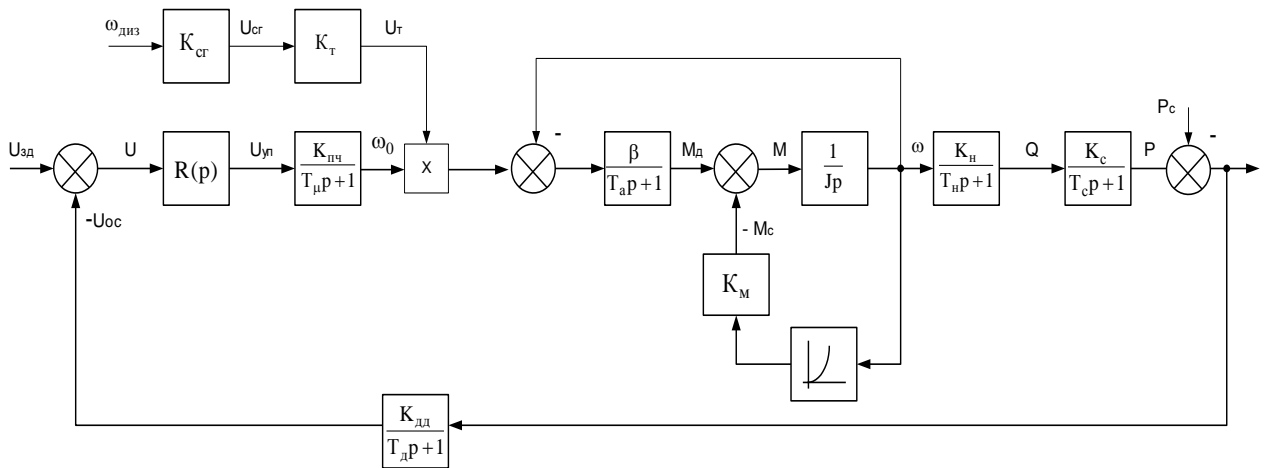 ωдиз
Kсг
Uсг
Kт
Uт
Uзд
U
R(p)
Uуп
Kпч
Tμp+1
ω0
X
-
β
Tap+1
Mд
M
1
Jp
ω
Kн
Tнp+1
Q
Kс
Tсp+1
P
Pс
-
-Uос
- Mс
Kм
Kдд
Tдp+1